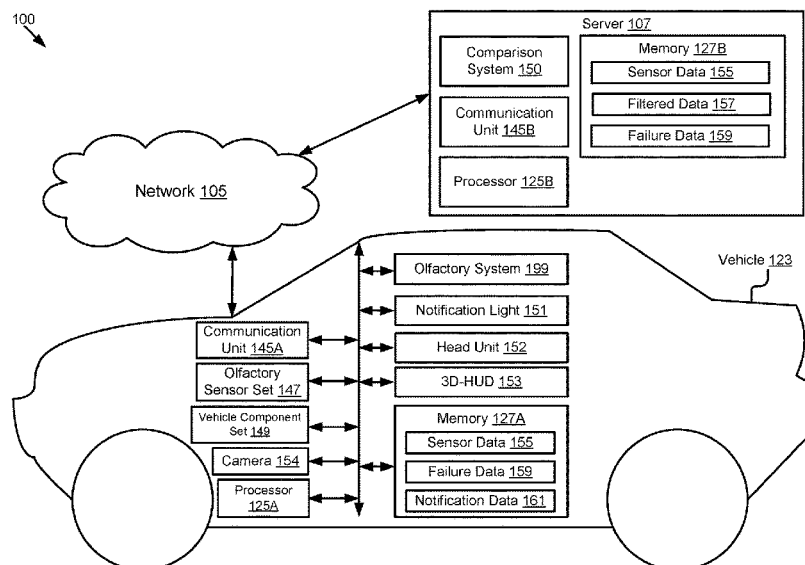 100
Server 107
Comparison
System 150
Communication
Unit 145B
Processor 125B
Memory 127B
Sensor Data 155
Filtered Data 157
Failure Data 159
Network 105
Vehicle 123
Communication
Unit 145A
Olfactory
Sensor Set 147
Vehicle Component
Set 149
Camera 154
Processor
125A
Olfactory System 199
Notification Light 151
Head Unit 152
3D-HUD 153
Memory 127A
Sensor Data 155
Failure Data 159
Notification Data 161